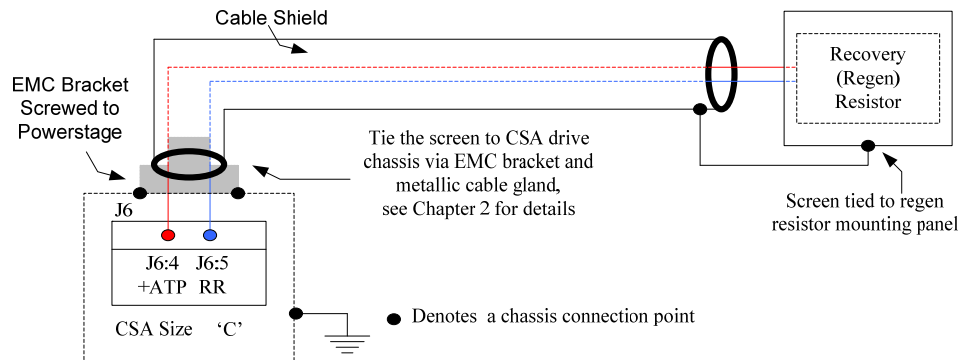 Cable Shield
EMC Bracket
Screwed to
Powerstage
Recovery
(Regen)
Resistor
Tie the screen to CSA drive
chassis via EMC bracket and
metallic cable gland,
see Chapter 2 for details
Screen tied to regen
resistor mounting panel
J6
J6:4 J6:5
+ATP RR
CSA Size ‘C’
Denotes a chassis connection point